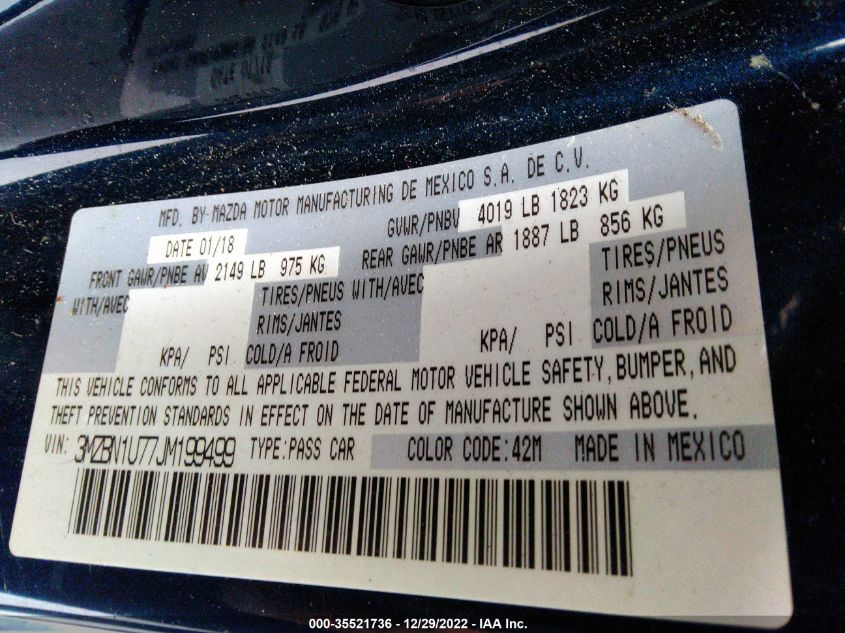 MFD. BY-MAZDA MOTOR MANUFACTURING DE MEXICO S.A. DE C.V.
DATE 01/18 GVWR/PNBV 4019 LB 1823 KG
FRONT GAWR/PNBE AV 2149 LB 975 KG REAR GAWR/PNBE AR 1887 LB 856 KG
WITH/AVEC TIRES/PNEUS WITH/AVEC TIRES/PNEUS
RIMS/JANTES RIMS/JANTES
KPA/ PSI COLD/A FROID KPA/ PSI COLD/A FROID
THIS VEHICLE CONFORMS TO ALL APPLICABLE FEDERAL MOTOR VEHICLE SAFETY, BUMPER, AND
THEFT PREVENTION STANDARDS IN EFFECT ON THE DATE OF MANUFACTURE SHOWN ABOVE.
VIN: 3MZBN1U77JM199499 TYPE:PASS CAR COLOR CODE:42M MADE IN MEXICO
000-35521736 - 12/29/2022 - IAA Inc.